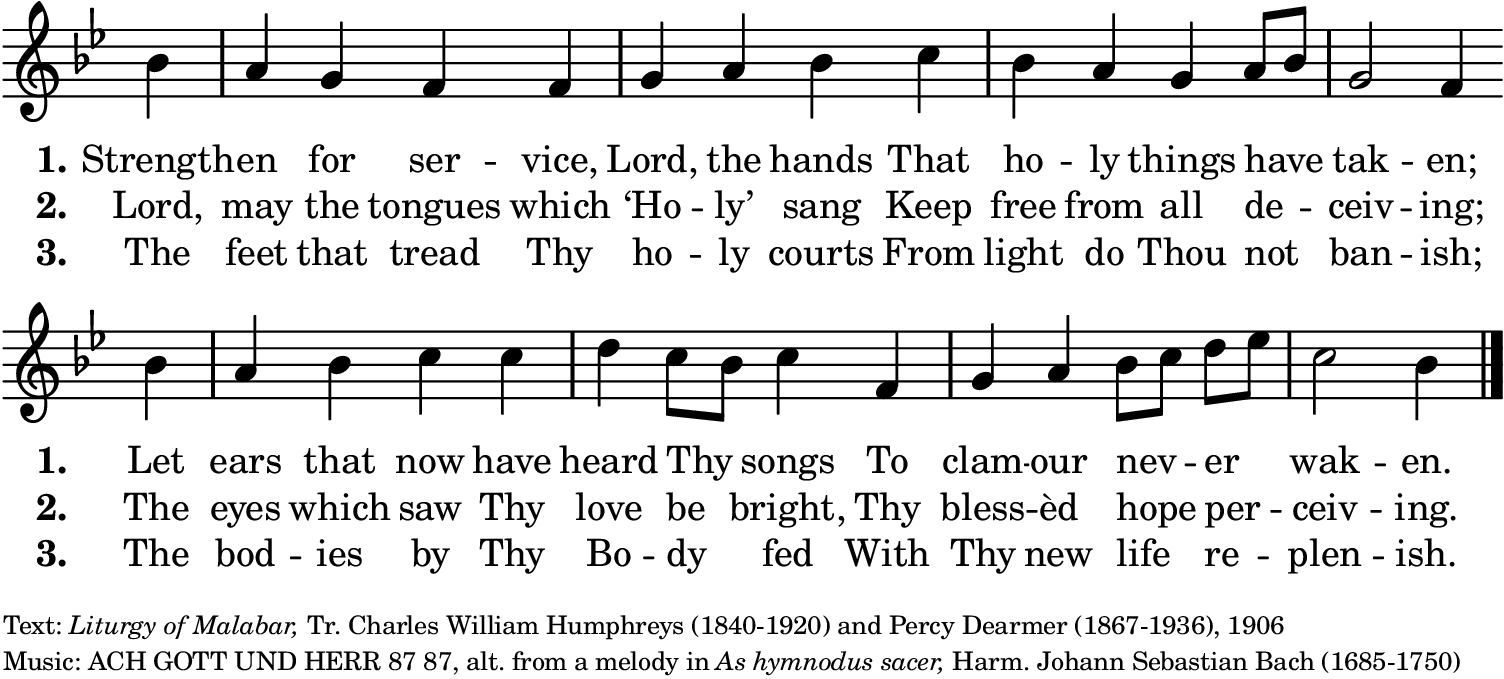 1. Strengthen for ser - vice, Lord, the hands That ho - ly things have tak - en;
2. Lord, may the tongues which ‘Ho - ly’ sang Keep free from all de - ceiv - ing;
3. The feet that tread Thy ho - ly courts From light do Thou not ban - ish;
1. Let ears that now have heard Thy songs To clam - our nev - er wak - en.
2. The eyes which saw Thy love be bright, Thy bless - èd hope per - ceiv - ing.
3. The bod - ies by Thy Bo - dy fed With Thy new life re - plen - ish.
Text: Liturgy of Malabar, Tr. Charles William Humphreys (1840-1920) and Percy Dearmer (1867-1936), 1906
Music: ACH GOTT UND HERR 87 87, alt. from a melody in As hymnodus sacer, Harm. Johann Sebastian Bach (1685-1750)